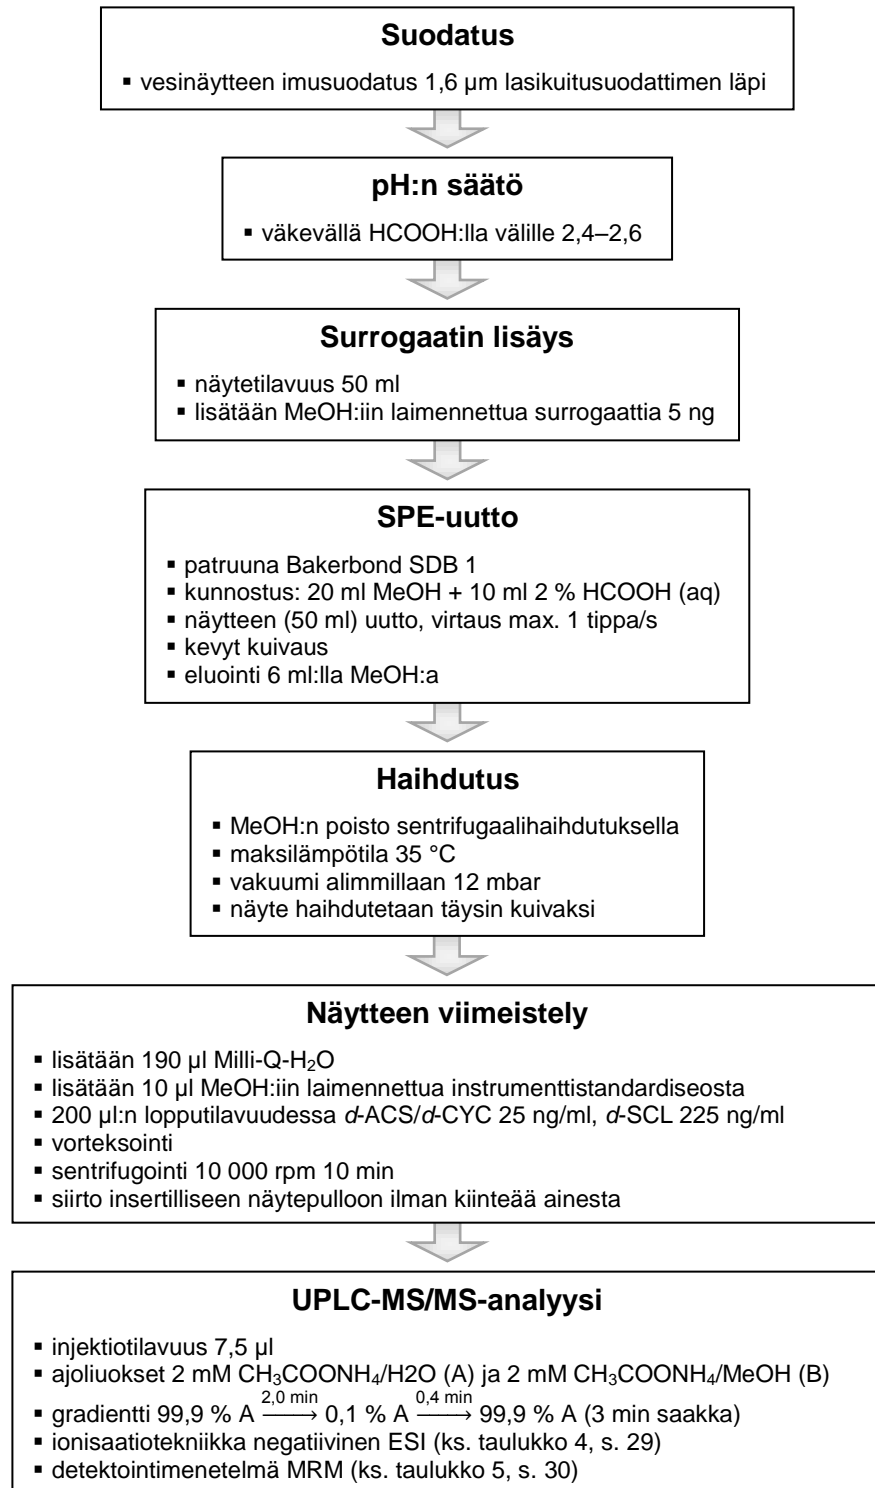 Suodatus
▪ vesinäytteen imusuodatus 1,6 µm lasikuitusuodattimen läpi
pH:n säätö
▪ väkevällä HCOOH:lla välille 2,4–2,6
Surrogaatin lisäys
▪ näytetilavuus 50 ml
▪ lisätään MeOH:iin laimennettua surrogaattia 5 ng
SPE-uutto
▪ patruuna Bakerbond SDB 1
▪ kunnostus: 20 ml MeOH + 10 ml 2 % HCOOH (aq)
▪ näytteen (50 ml) uutto, virtaus max. 1 tippa/s
▪ kevyt kuivaus
▪ eluointi 6 ml:lla MeOH:a
Haihdutus
▪ MeOH:n poisto sentrifugaalihaihdutuksella
▪ maksilämpötila 35 °C
▪ vakuumi alimmillaan 12 mbar
▪ näyte haihdutetaan täysin kuivaksi
Näytteen viimeistely
▪ lisätään 190 µl Milli-Q-H₂O
▪ lisätään 10 µl MeOH:iin laimennettua instrumenttistandardiseosta
▪ 200 µl:n lopputilavuudessa d-ACS/d-CYC 25 ng/ml, d-SCL 225 ng/ml
▪ vorteksointi
▪ sentrifugointi 10 000 rpm 10 min
▪ siirto insertilliseen näytepulloon ilman kiinteää ainesta
UPLC-MS/MS-analyysi
▪ injektiotilavuus 7,5 µl
▪ ajoliuokset 2 mM CH₃COONH₄/H2O (A) ja 2 mM CH₃COONH₄/MeOH (B)
▪ gradientti 99,9 % A 2,0 min → 0,1 % A 0,4 min → 99,9 % A (3 min saakka)
▪ ionisaatiotekniikka negatiivinen ESI (ks. taulukko 4, s. 29)
▪ detektointimenetelmä MRM (ks. taulukko 5, s. 30)